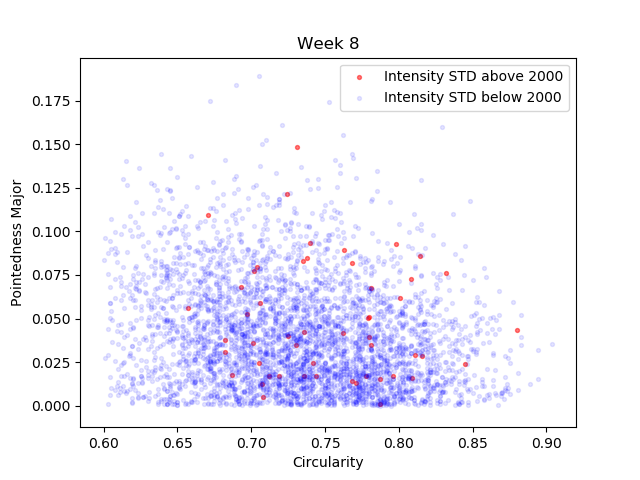 Week 8
Intensity STD above 2000
Intensity STD below 2000
Pointedness Major
0.175
0.150
0.125
0.100
0.075
0.050
0.025
0.000
0.60 0.65 0.70 0.75 0.80 0.85 0.90
Circularity